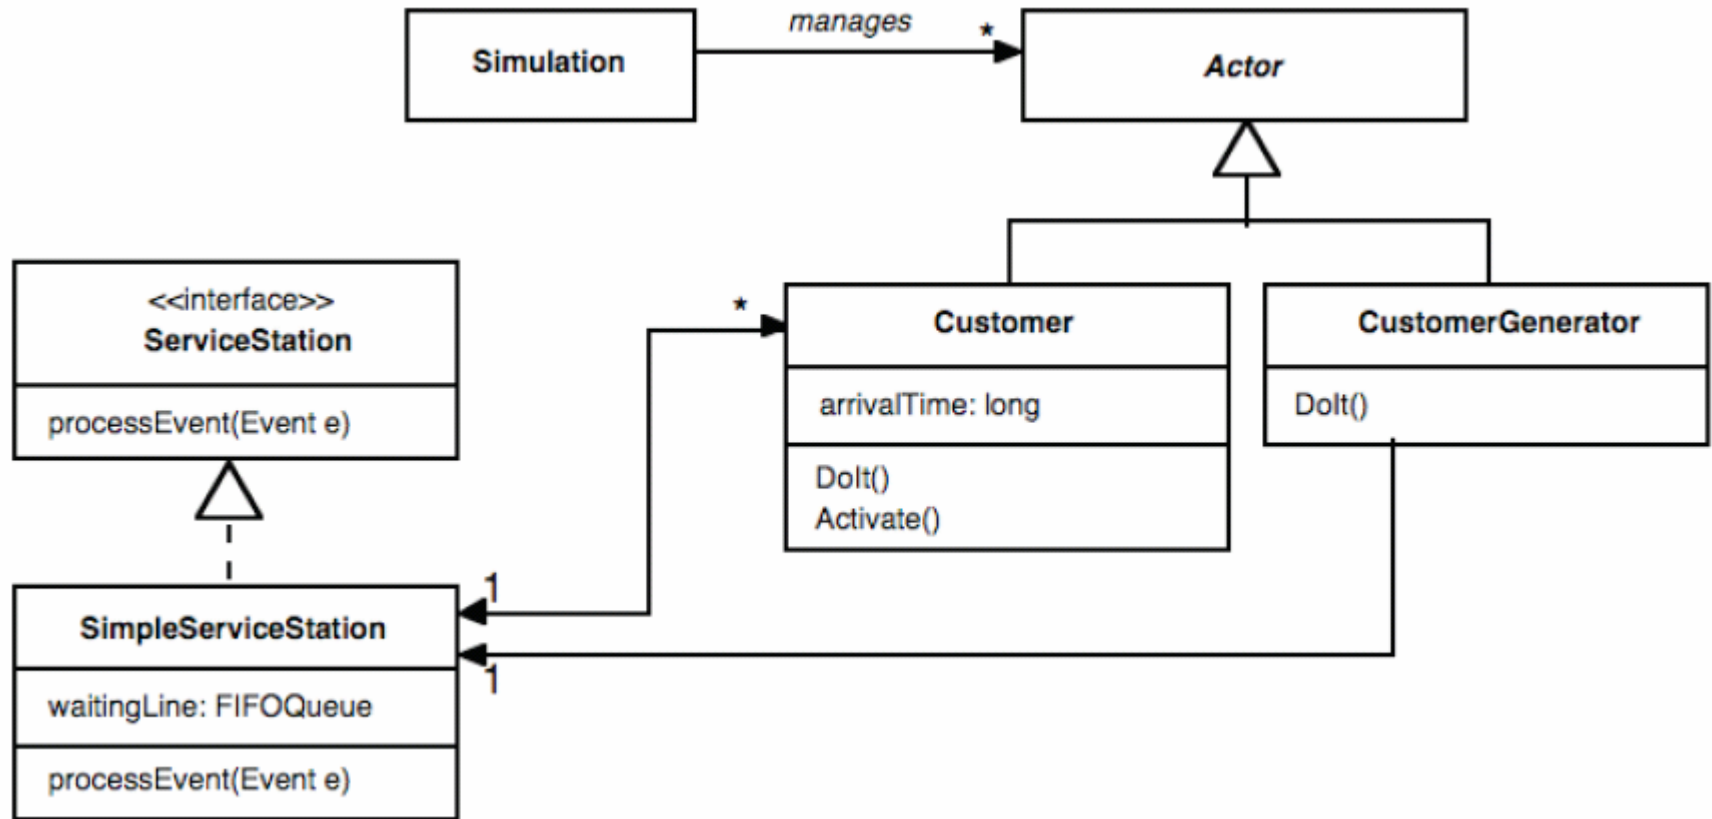 manages
*
Simulation
Actor
<<interface>>
ServiceStation
processEvent(Event e)
*
Customer
arrivalTime: long
DoIt()
Activate()
CustomerGenerator
DoIt()
1
1
SimpleServiceStation
waitingLine: FIFOQueue
processEvent(Event e)